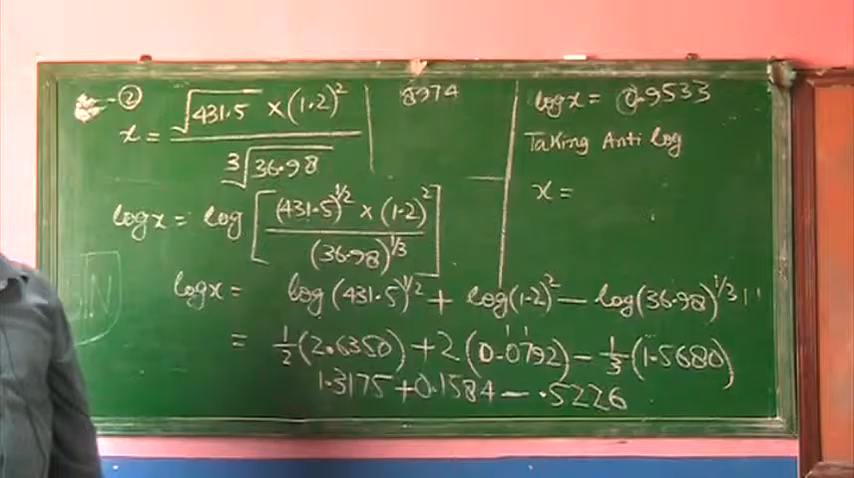 ②
x = √431.5 × (1.2)² / ∛36.98
log x = log [(431.5)^1/2 × (1.2)² / (36.98)^1/3]
log x = log (431.5)^1/2 + log (1.2)² − log (36.98)^1/3
= 1/2 (2.6350) + 2 (0.0792) − 1/3 (1.5680)
1.3175 + 0.1584 − .5226
8974
log x = 0.9533
Taking Anti log
x =
N